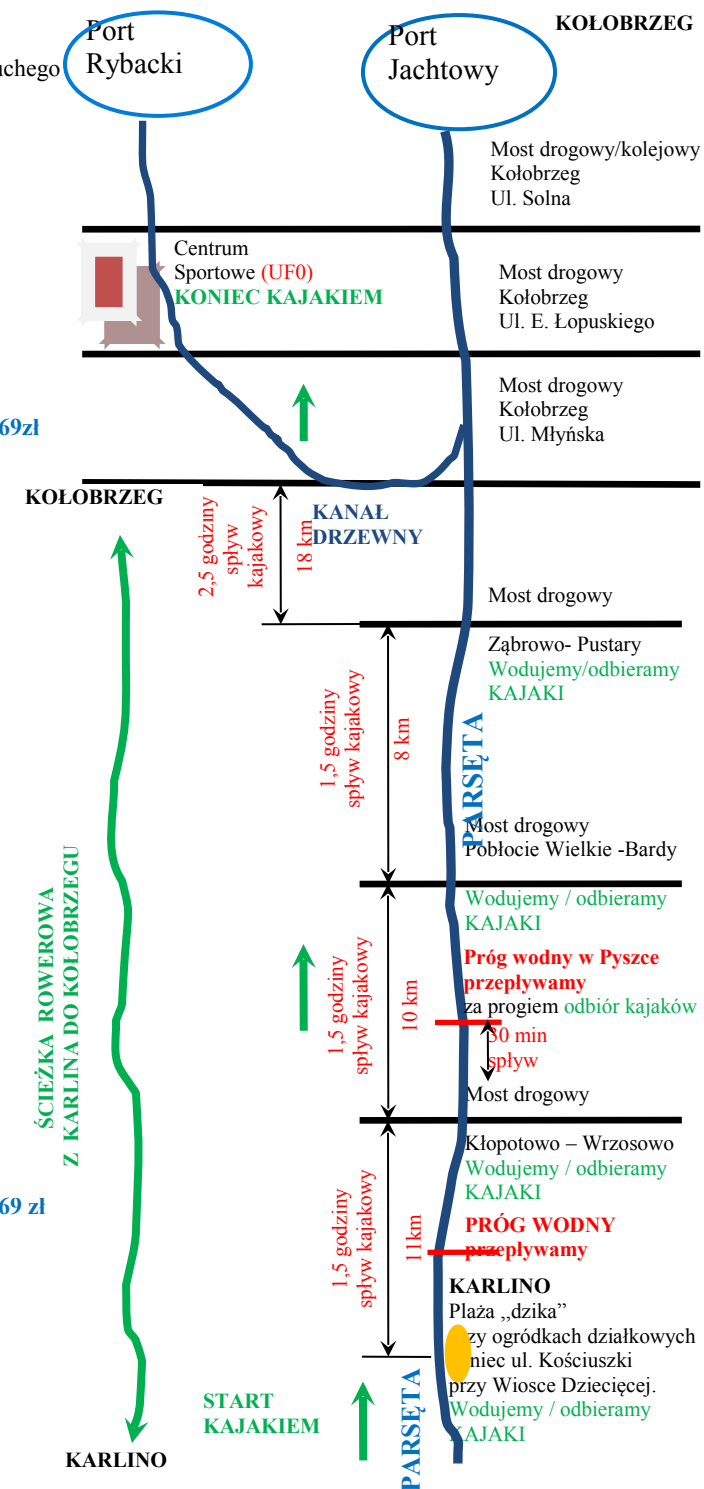 KOŁOBRZEG
Port
Rybacki
Port
Jachtowy
uchego
Most drogowy/kolejowy
Kołobrzeg
Ul. Solna
Centrum
Sportowe (UF0)
KONIEC KAJAKIEM
Most drogowy
Kołobrzeg
Ul. E. Łopuskiego
Most drogowy
Kołobrzeg
Ul. Młyńska
69zł
KOŁOBRZEG
KANAŁ
DRZEWNY
2,5 godziny
spływ
kajakowy
18 km
Most drogowy
Ząbrowo- Pustary
Wodujemy/odbieramy
KAJAKI
1,5 godziny
spływ kajakowy
8 km
PARSĘTA
Most drogowy
Pobłocie Wielkie -Bardy
Wodujemy / odbieramy
KAJAKI
Próg wodny w Pyszce
przepływamy
za progiem odbiór kajaków
30 min
spływ
1,5 godziny
spływ kajakowy
10 km
Most drogowy
ŚCIEŻKA ROWEROWA
Z KARLINA DO KOŁOBRZEGU
Kłopotowo – Wrzosowo
Wodujemy / odbieramy
KAJAKI
69 zł
PRÓG WODNY
przepływamy
1,5 godziny
spływ kajakowy
11km
KARLINO
Plaża „dzika”
zy ogródkach działkowych
niec ul. Kościuszki
przy Wiosce Dziecięcej.
Wodujemy / odbieramy
KAJAKI
START
KAJAKIEM
PARSĘTA
KARLINO